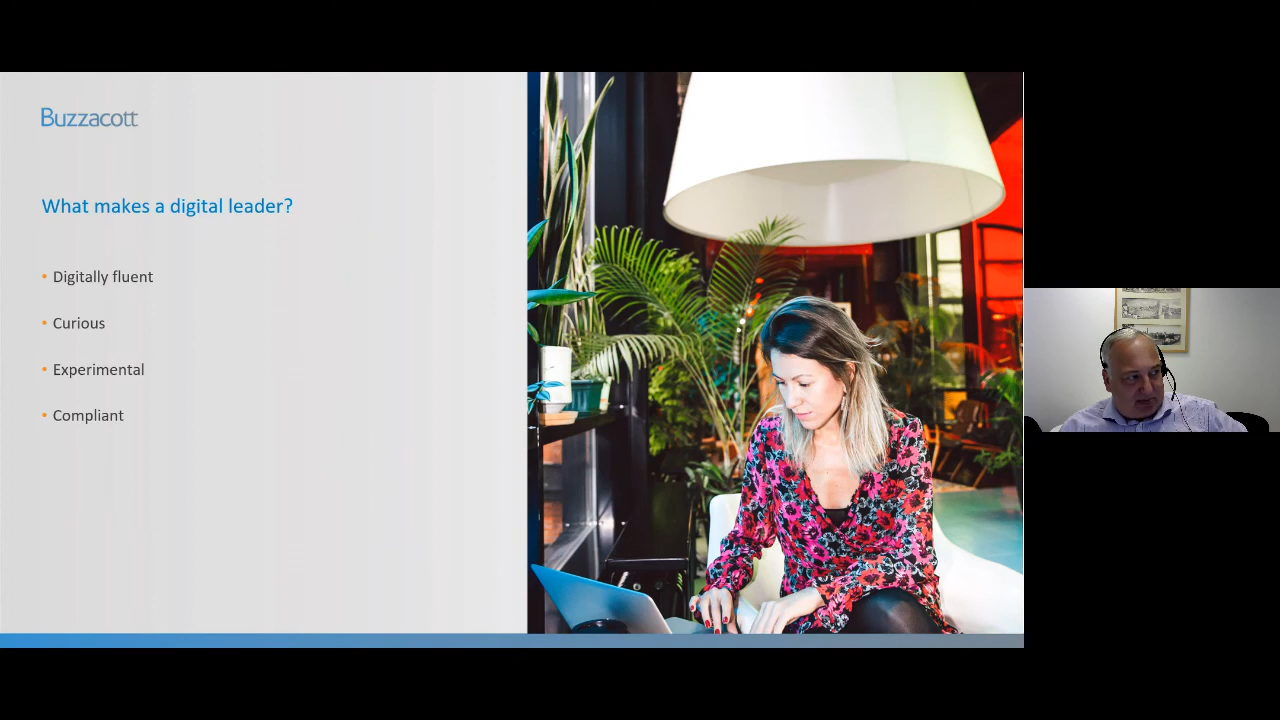 Buzzacott
What makes a digital leader?
• Digitally fluent
• Curious
• Experimental
• Compliant